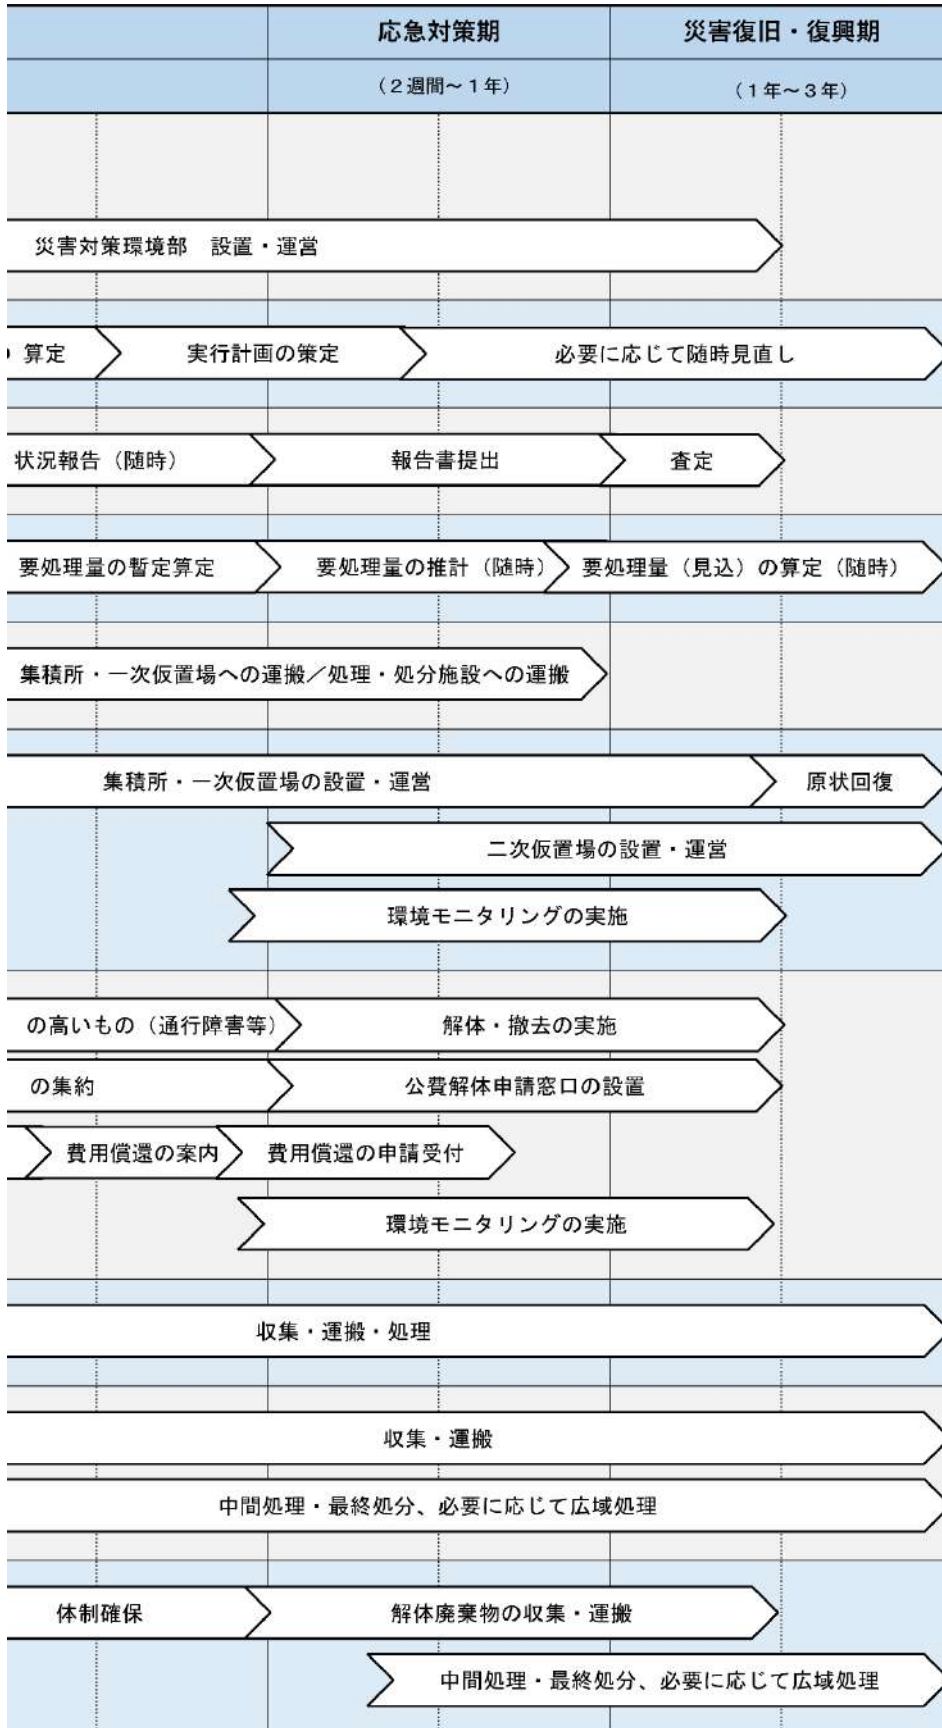 応急対策期 災害復旧・復興期
（２週間～１年） （１年～３年）
災害対策環境部　設置・運営
算定 実行計画の策定 必要に応じて随時見直し
状況報告（随時） 報告書提出 査定
要処理量の暫定算定 要処理量の推計（随時） 要処理量（見込）の算定（随時）
集積所・一次仮置場への運搬／処理・処分施設への運搬
集積所・一次仮置場の設置・運営 原状回復
二次仮置場の設置・運営
環境モニタリングの実施
の高いもの（通行障害等） 解体・撤去の実施
の集約 公費解体申請窓口の設置
費用償還の案内 費用償還の申請受付
環境モニタリングの実施
収集・運搬・処理
収集・運搬
中間処理・最終処分、必要に応じて広域処理
体制確保 解体廃棄物の収集・運搬
中間処理・最終処分、必要に応じて広域処理